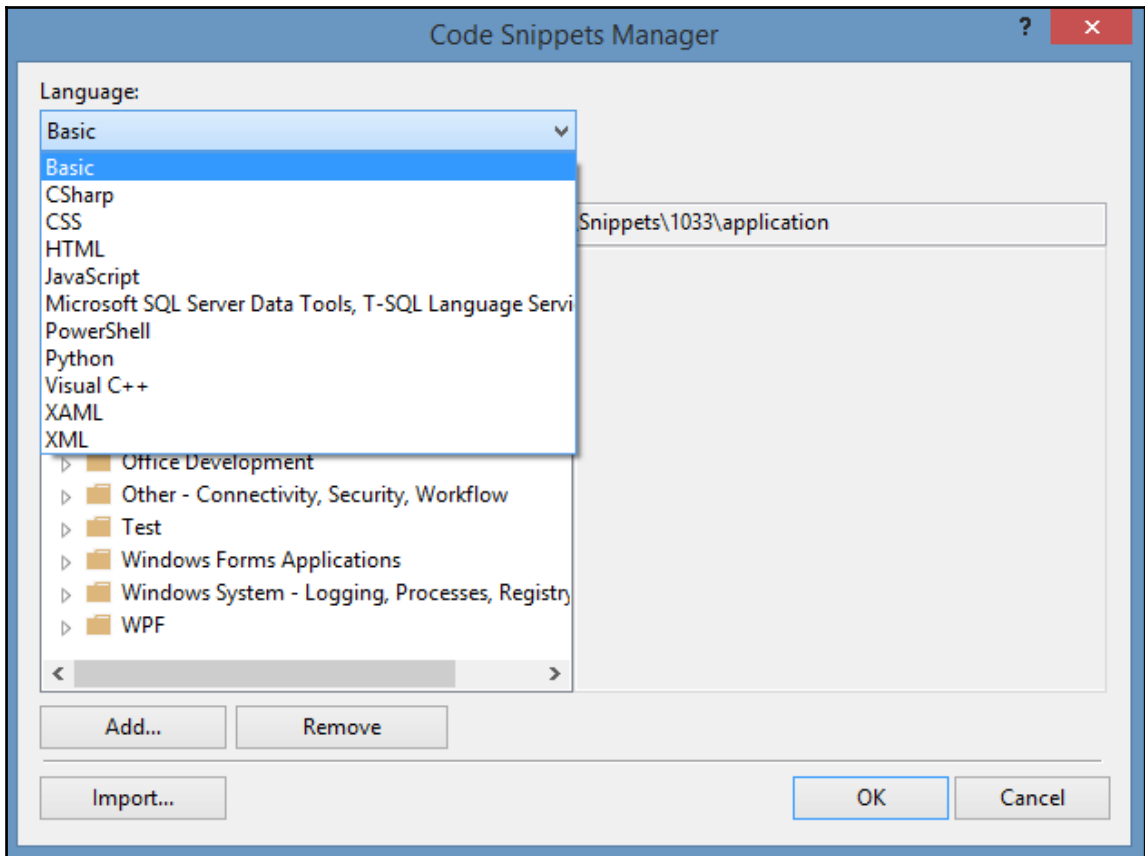 Code Snippets Manager
?
Language:
Basic
Basic
CSharp
CSS
HTML
JavaScript
Microsoft SQL Server Data Tools, T-SQL Language Servi
PowerShell
Python
Visual C++
XAML
XML
Snippets\1033\application
Office Development
Other - Connectivity, Security, Workflow
Test
Windows Forms Applications
Windows System - Logging, Processes, Registry
WPF
Add...
Remove
Import...
OK
Cancel